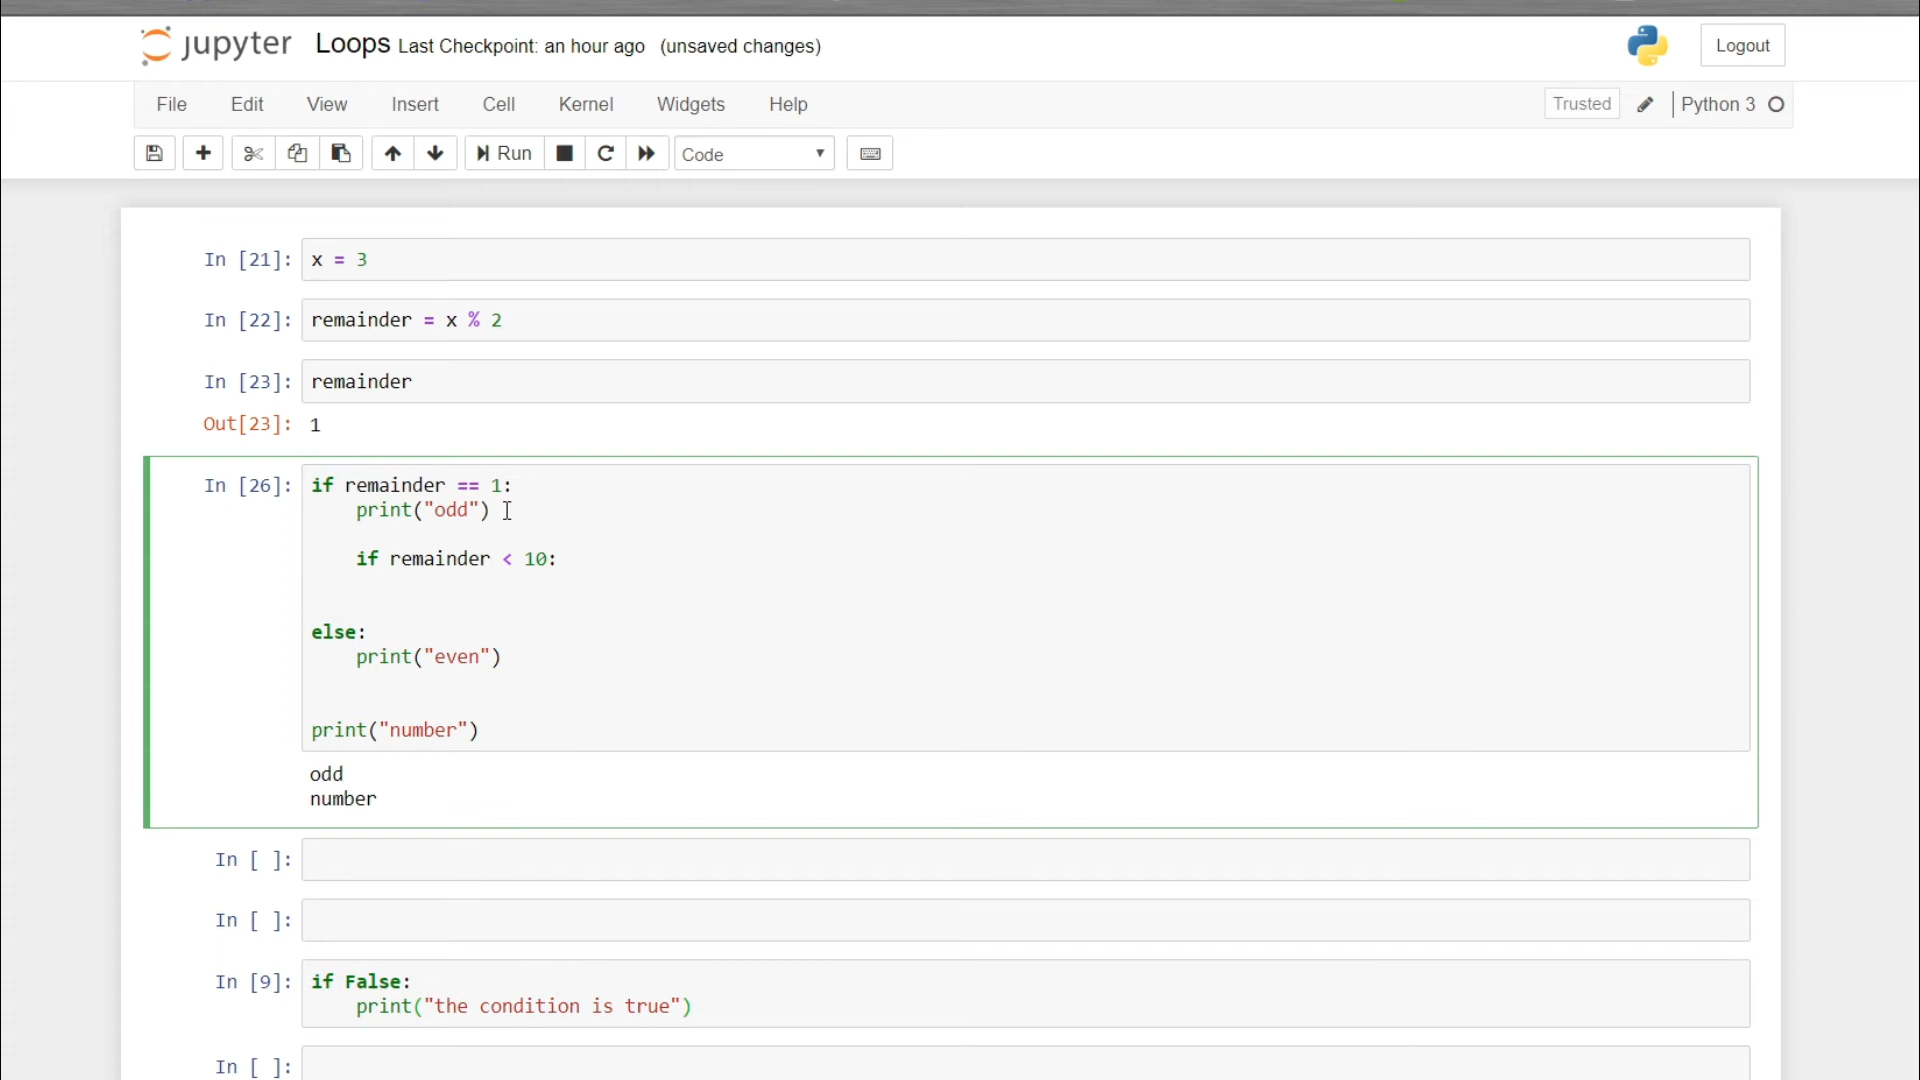 jupyter Loops Last Checkpoint: an hour ago (unsaved changes) Logout
File Edit View Insert Cell Kernel Widgets Help Trusted Python 3
Run Code
In [21]: x = 3
In [22]: remainder = x % 2
In [23]: remainder
Out[23]: 1
In [26]: if remainder == 1:
print("odd")
if remainder < 10:
else:
print("even")
print("number")
odd
number
In [ ]:
In [ ]:
In [9]: if False:
print("the condition is true")
In [ ]: